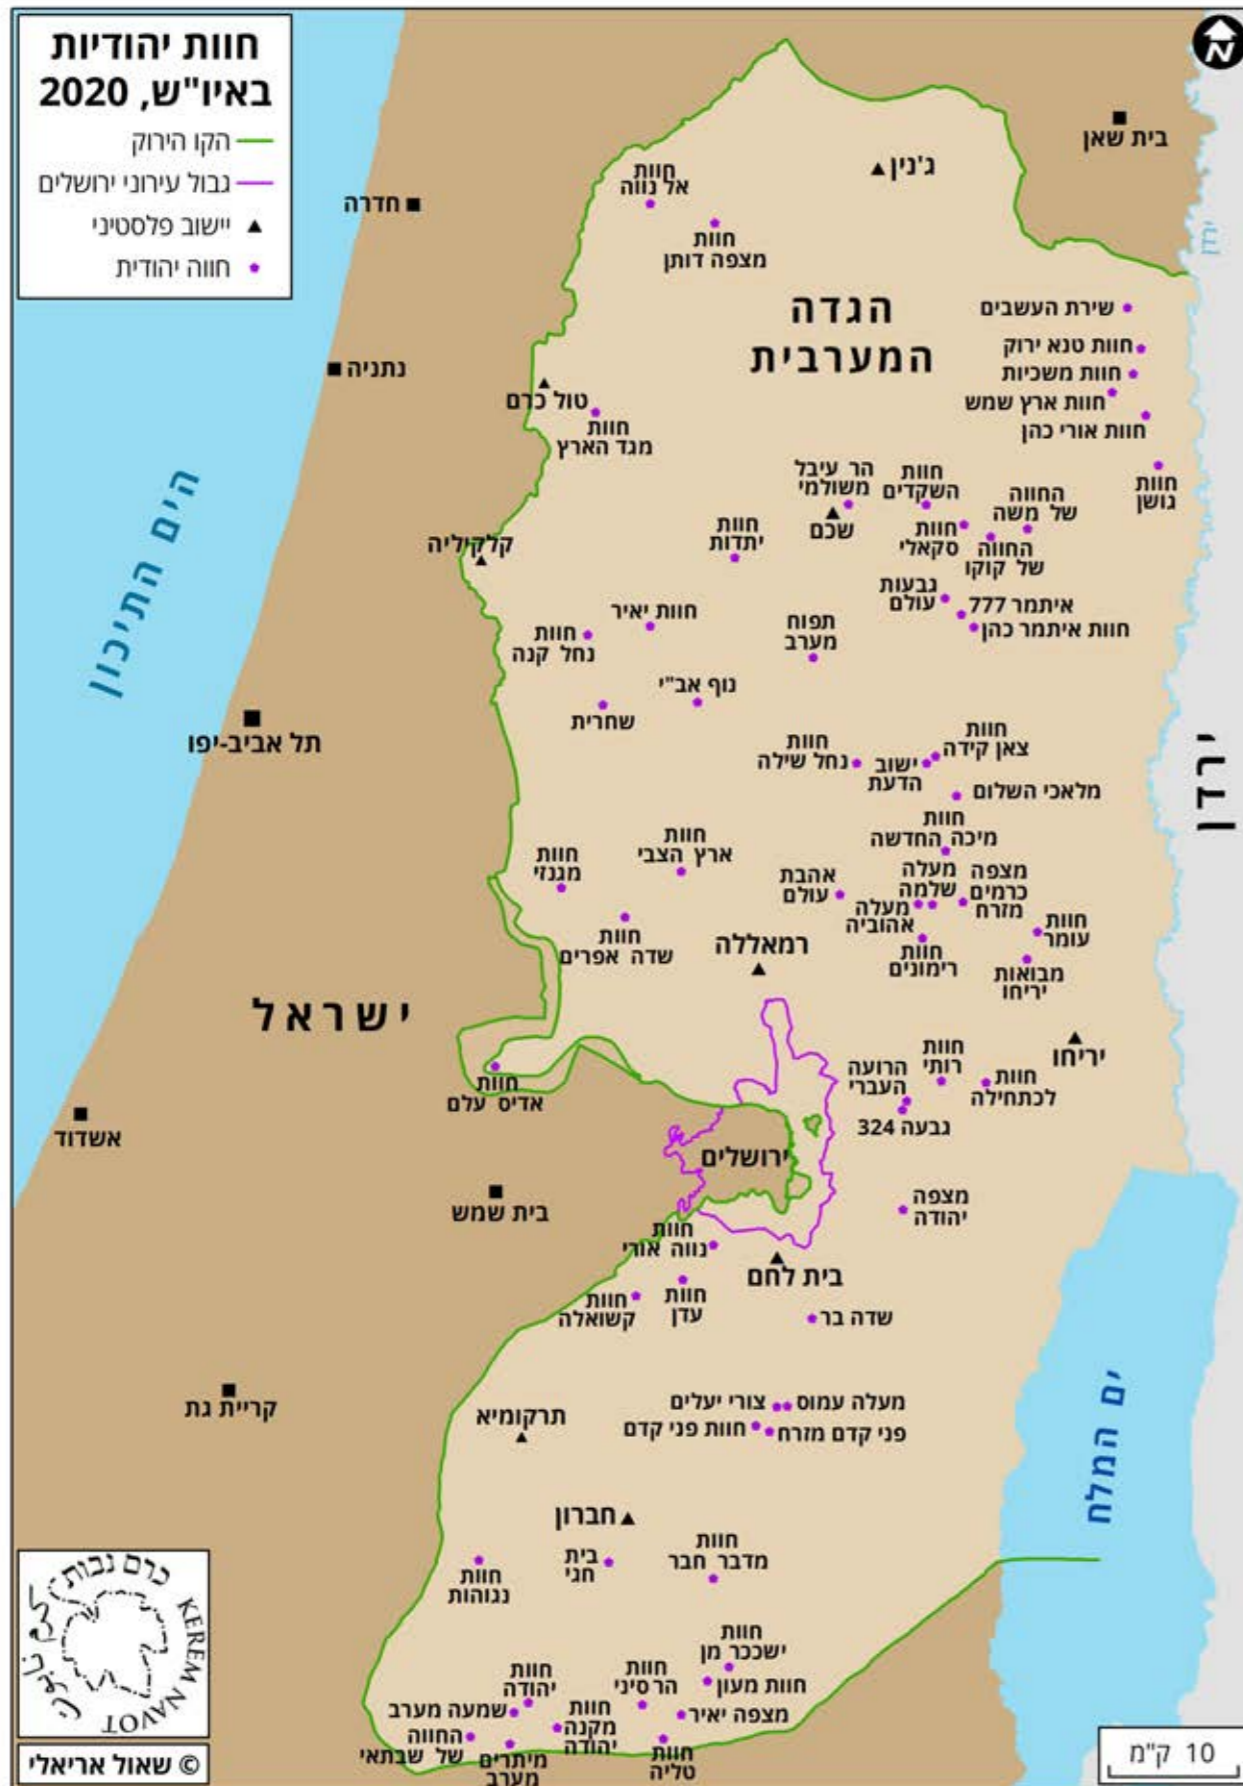 חוות יהודיות
באיו"ש, 2020
הקו הירוק
גבול עירוני ירושלים
יישוב פלסטיני
חווה יהודית
N
בית שאן
ג'נין
חוות
אל נווה
חדרה
חוות
מצפה דותן
ירדן
הגדה
המערבית
שירת העשבים
חוות טנא ירוק
חוות משכיות
חוות ארץ שמש
חוות אורי כהן
נתניה
טול כרם
חוות
מגד הארץ
חוות
גושן
הר עיבל
משולמי
חוות
השקדים
החווה
של משה
שכם
חוות
סקאלי
החווה
של קוקו
חוות
יתדות
קלקיליה
הים התיכון
גבעות
עולם
איתמר 777
חוות איתמר כהן
תפוח
מערב
חוות יאיר
חוות
נחל קנה
נוף אב"י
שחרית
תל אביב-יפו
חוות
צאן קידה
ישוב
הדעת
חוות
נחל שילה
מלאכי השלום
ירדן
חוות
מיכה החדשה
חוות
ארץ הצבי
חוות
מגנזי
מצפה
כרמים
מזרח
מעלה
שלמה
אהבת
עולם
מעלה
אהוביה
חוות
עומר
חוות
שדה אפרים
רמאללה
חוות
רימונים
מבואות
יריחו
ישראל
יריחו
חוות
רותי
הרועה
העברי
חוות
לכתחילה
גבעה 324
חוות
אדיס עלם
אשדוד
ירושלים
בית שמש
מצפה
יהודה
חוות
נווה אורי
בית לחם
חוות
עדן
חוות
קשואלה
שדה בר
ים המלח
קריית גת
מעלה עמוס
צורי יעלים
פני קדם מזרח
חוות פני קדם
תרקומיא
חברון
חוות
מדבר חבר
בית
חגי
חוות
נגוהות
חוות
יששכר מן
חוות מעון
חוות
הרסיני
חוות
יהודה
מצפה יאיר
שמעה מערב
חוות
מקנה
יהודה
החווה
של שבתאי
מיתרים
מערב
חוות
טליה
כרם נבות
KEREM NAVOT
© שאול אריאלי
10 ק"מ